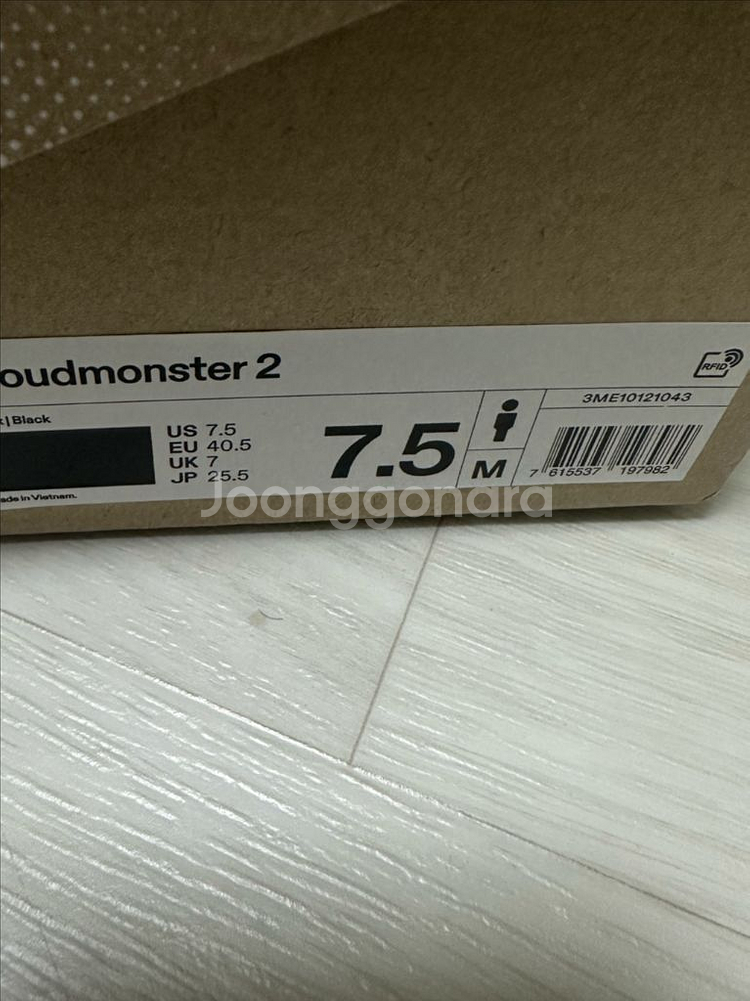 oudmonster 2
RFID
| Black
US 7.5
EU 40.5
UK 7
JP 25.5
7.5
M
3ME10121043
7 615537 197982
ade in Vietnam.
Joonggonara